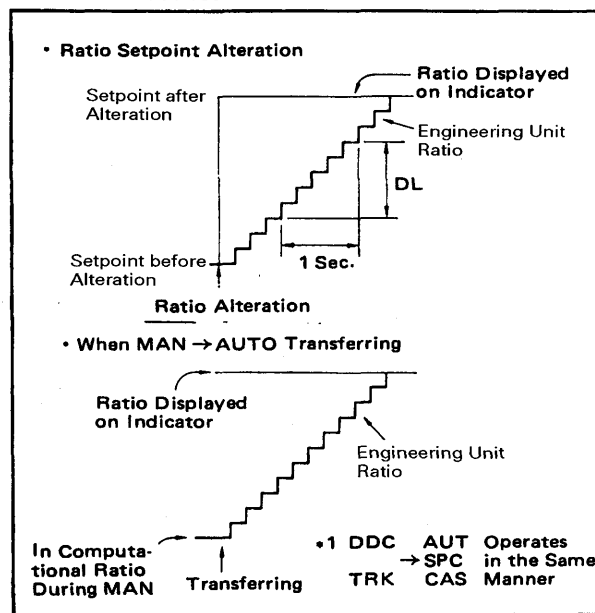 • Ratio Setpoint Alteration
Ratio Displayed
on Indicator
Setpoint after
Alteration
Engineering Unit
Ratio
DL
Setpoint before
Alteration
1 Sec.
Ratio Alteration
• When MAN → AUTO Transferring
Ratio Displayed
on Indicator
Engineering Unit
Ratio
In Computa-
tional Ratio
During MAN
Transferring
*1 DDC AUT Operates
→ SPC in the Same
TRK CAS Manner